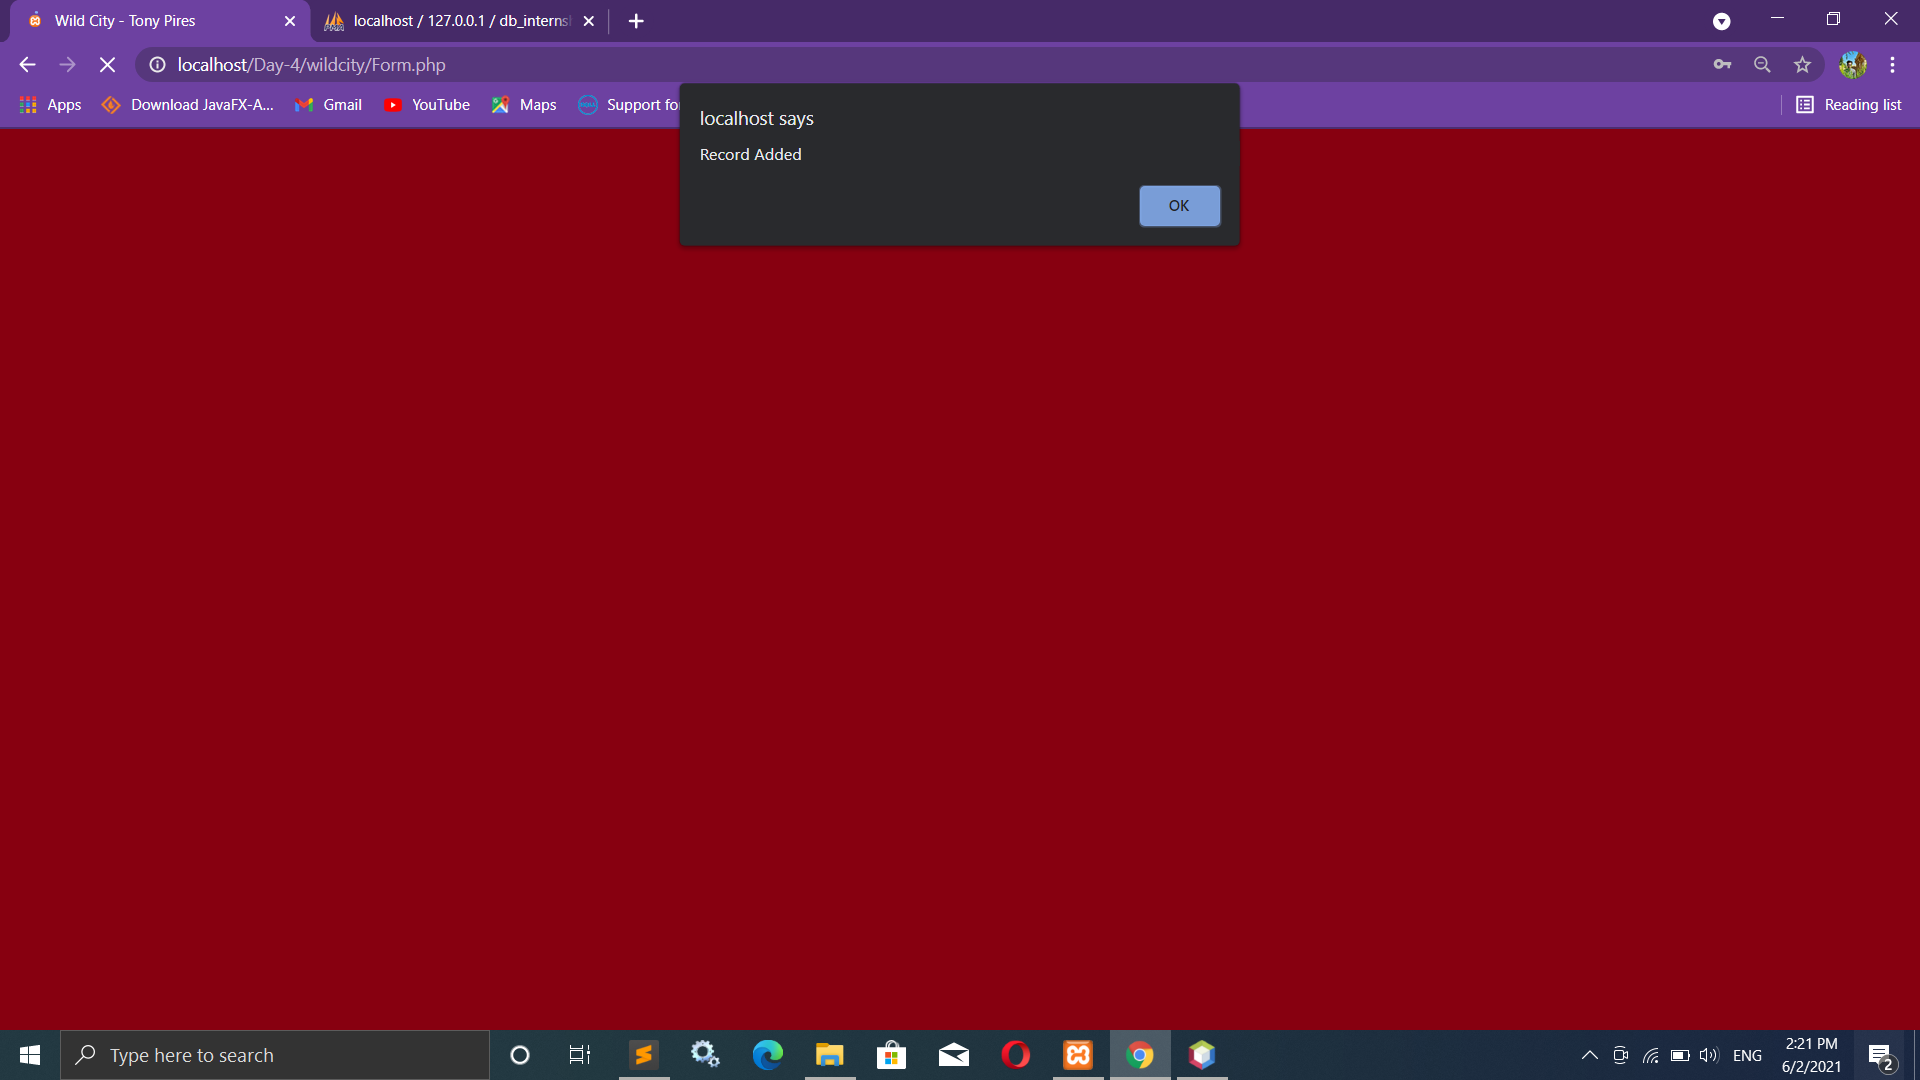 Wild City - Tony Pires
localhost / 127.0.0.1 / db_interns
localhost/Day-4/wildcity/Form.php
Apps
Download JavaFX-A...
Gmail
YouTube
Maps
Support fo
Reading list
localhost says
Record Added
OK
Type here to search
ENG
2:21 PM
6/2/2021
2